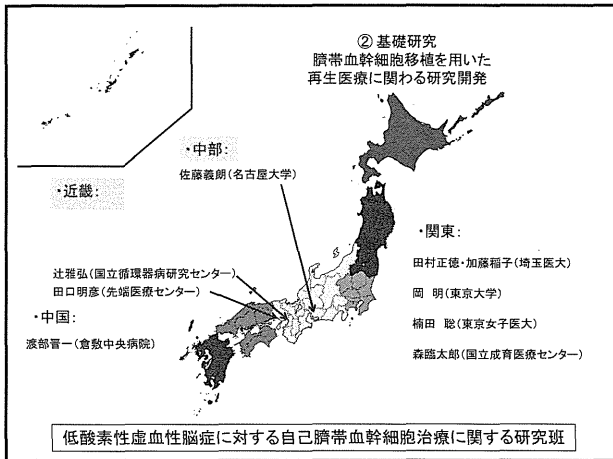 ② 基礎研究
臍帯血幹細胞移植を用いた
再生医療に関わる研究開発
・中部:
佐藤義朗(名古屋大学)
・近畿:
辻雅弘(国立循環器病研究センター)
田口明彦(先端医療センター)
・中国:
渡部晋一(倉敷中央病院)
・関東:
田村正徳・加藤稲子(埼玉医大)
岡 明(東京大学)
楠田 聡(東京女子医大)
森臨太郎(国立成育医療センター)
低酸素性虚血性脳症に対する自己臍帯血幹細胞治療に関する研究班